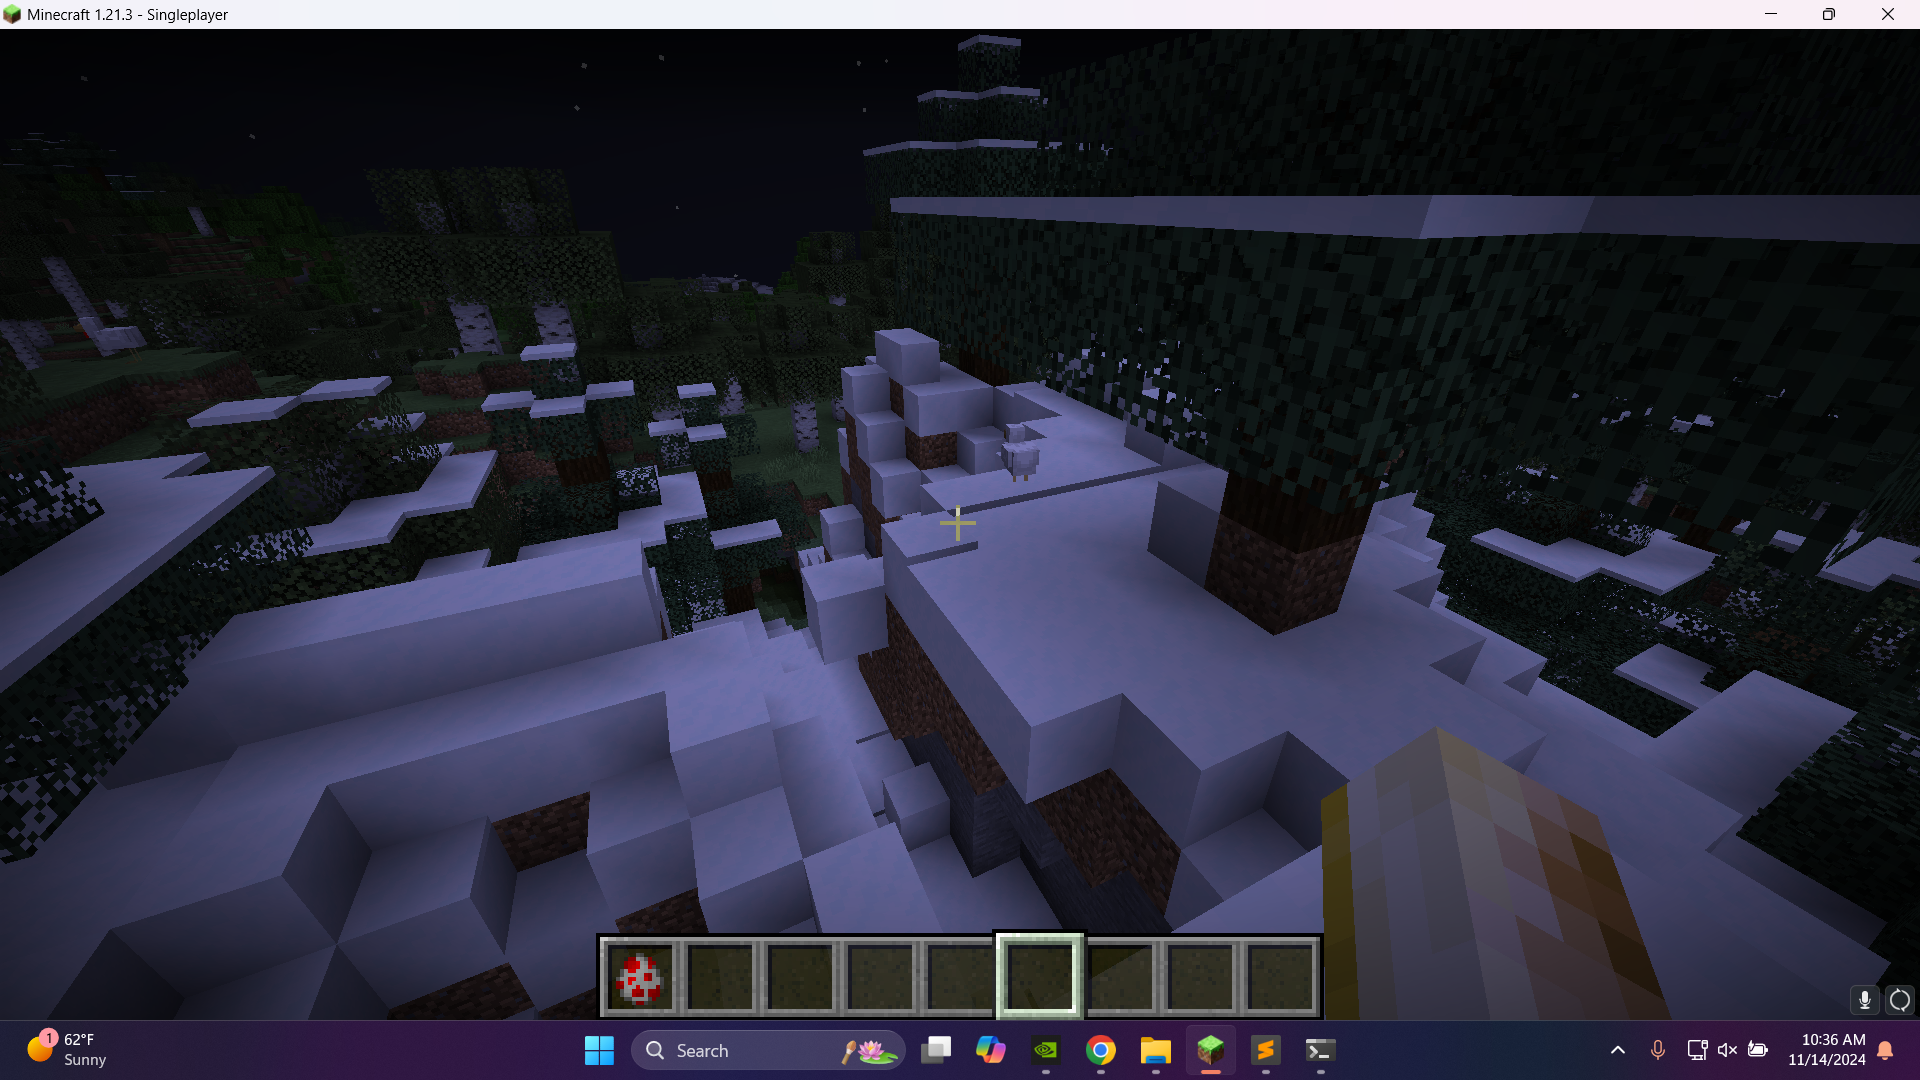 Minecraft 1.21.3 - Singleplayer
1
62°F
Sunny
Search
10:36 AM
11/14/2024